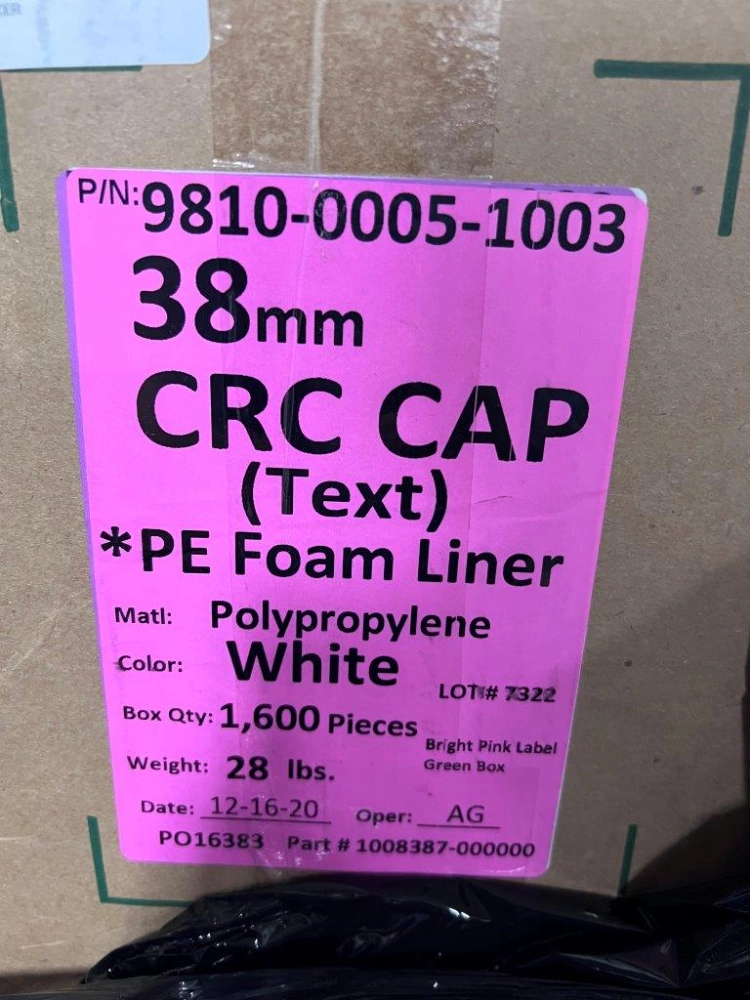 P/N:9810-0005-1003
38mm
CRC CAP
(Text)
*PE Foam Liner
Matl: Polypropylene
Color: White
LOT# 7322
Box Qty: 1,600 Pieces
Bright Pink Label
Green Box
Weight: 28 lbs.
Date: 12-16-20 Oper: AG
PO16383 Part # 1008387-000000